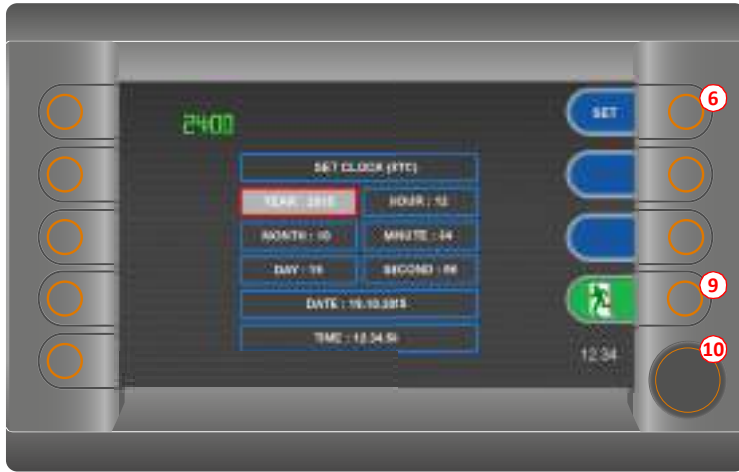 6
2400
SET
SET CLOCK (RTC)
YEAR : 2015
HOUR : 12
MONTH : 10
MINUTE : 34
DAY : 19
SECOND : 56
DATE : 19.10.2015
9
TIME : 12.34.56
12:34
10